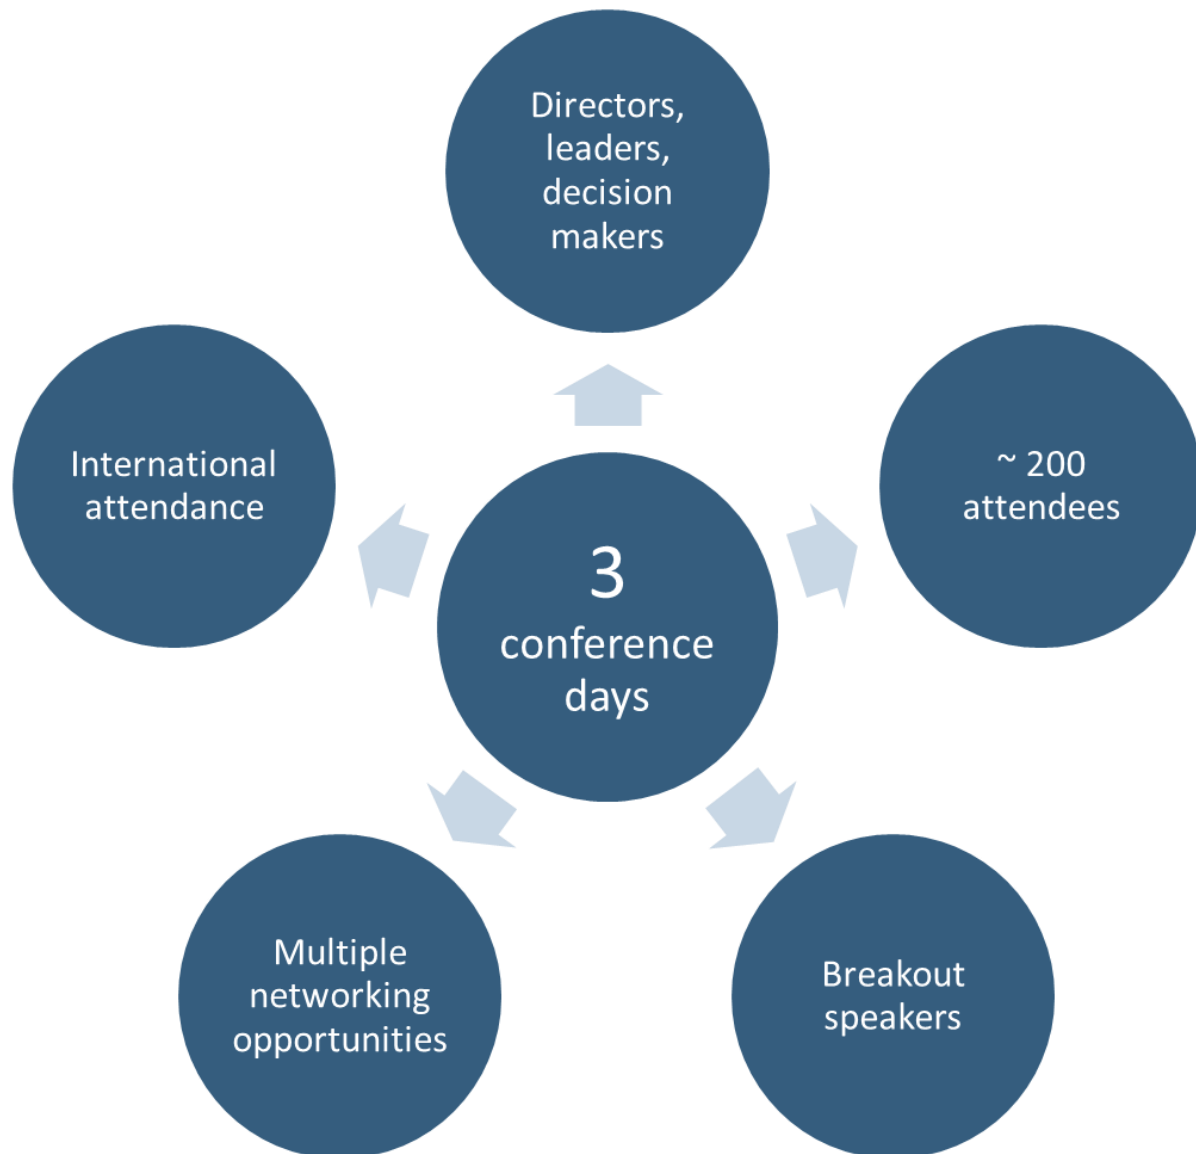 Directors,
leaders,
decision
makers
International
attendance
~ 200
attendees
3
conference
days
Multiple
networking
opportunities
Breakout
speakers